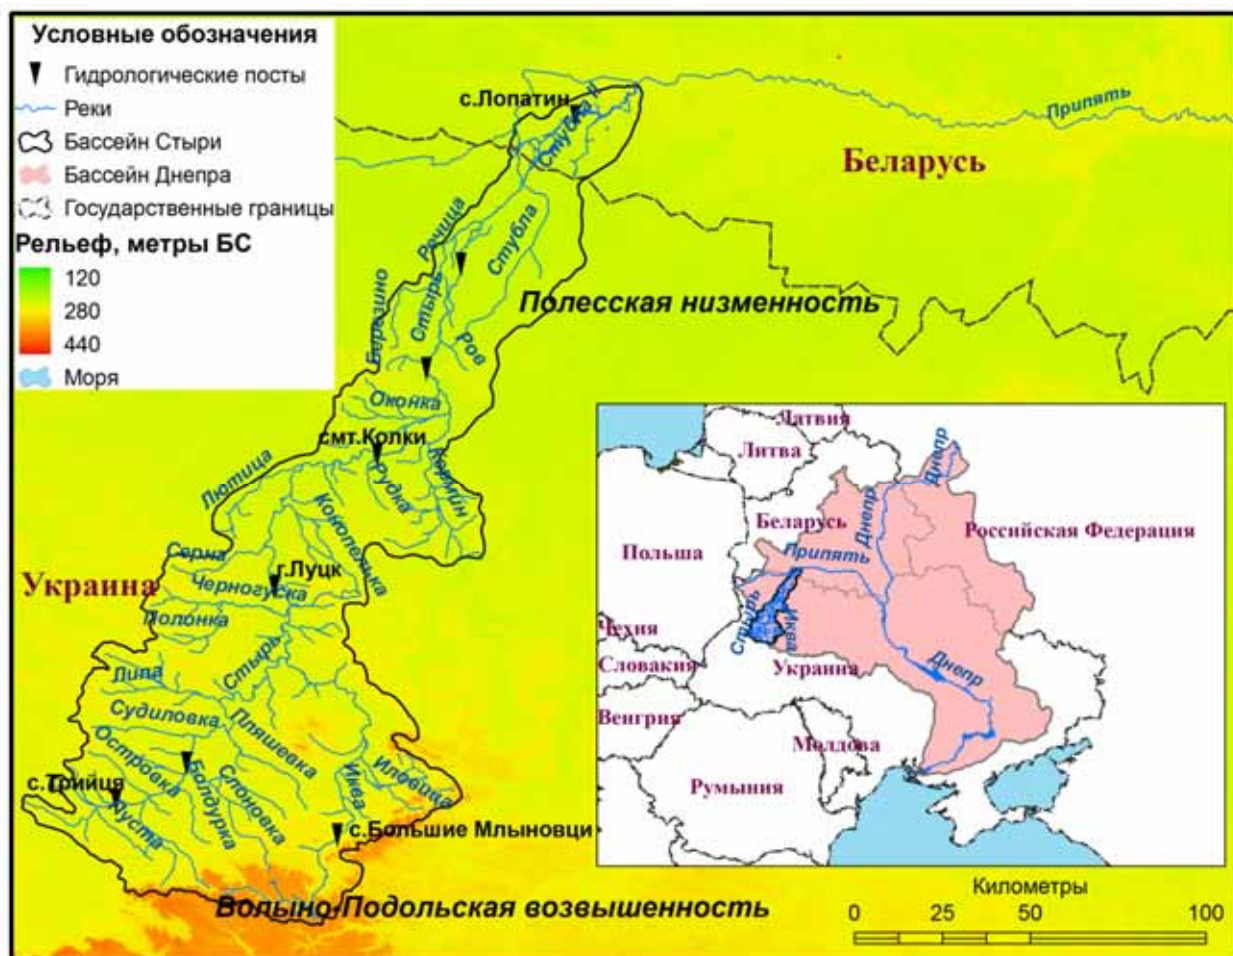 Условные обозначения
Гидрологические посты
Реки
Бассейн Стыри
Бассейн Днепра
Государственные границы
Рельеф, метры БС
120
280
440
Моря
с.Лопатин
Стубла II
Припять
Беларусь
Речица
Стубла
Березино
Стырь
Полесская низменность
Ров
Оконка
смт.Колки
Лютица
Рудка
Кормин
Конопелька
Серна
г.Луцк
Украина
Черногузка
Полонка
Стырь
Липа
Судиловка
Пляшевка
Островка
Болдурка
Слоновка
Иква
Иловица
с.Трийця
Пуста
с.Большие Млыновци
Волыно-Подольская возвышенность
Латвия
Литва
Днепр
Беларусь
Днепр
Российская Федерация
Польша
Припять
Стырь
Иква
Чехия
Словакия
Украина
Днепр
Венгрия
Молдова
Румыния
Километры
0 25 50 100